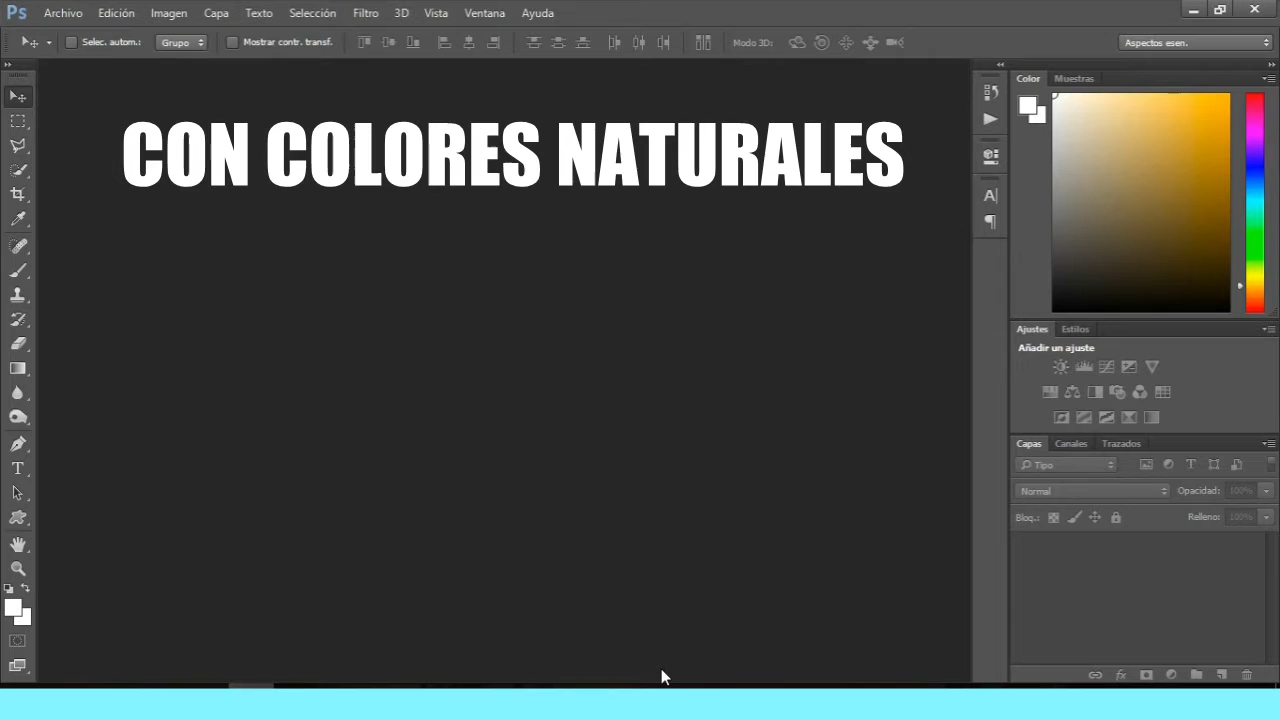 Ps Archivo Edición Imagen Capa Texto Selección Filtro 3D Vista Ventana Ayuda
Selec. autom.: Grupo Mostrar contr. transf. Modo 3D: Aspectos esen.
Color Muestras
CON COLORES NATURALES
Ajustes Estilos
Añadir un ajuste
Capas Canales Trazados
Tipo
Normal Opacidad: 100%
Bloq.: Relleno: 100%